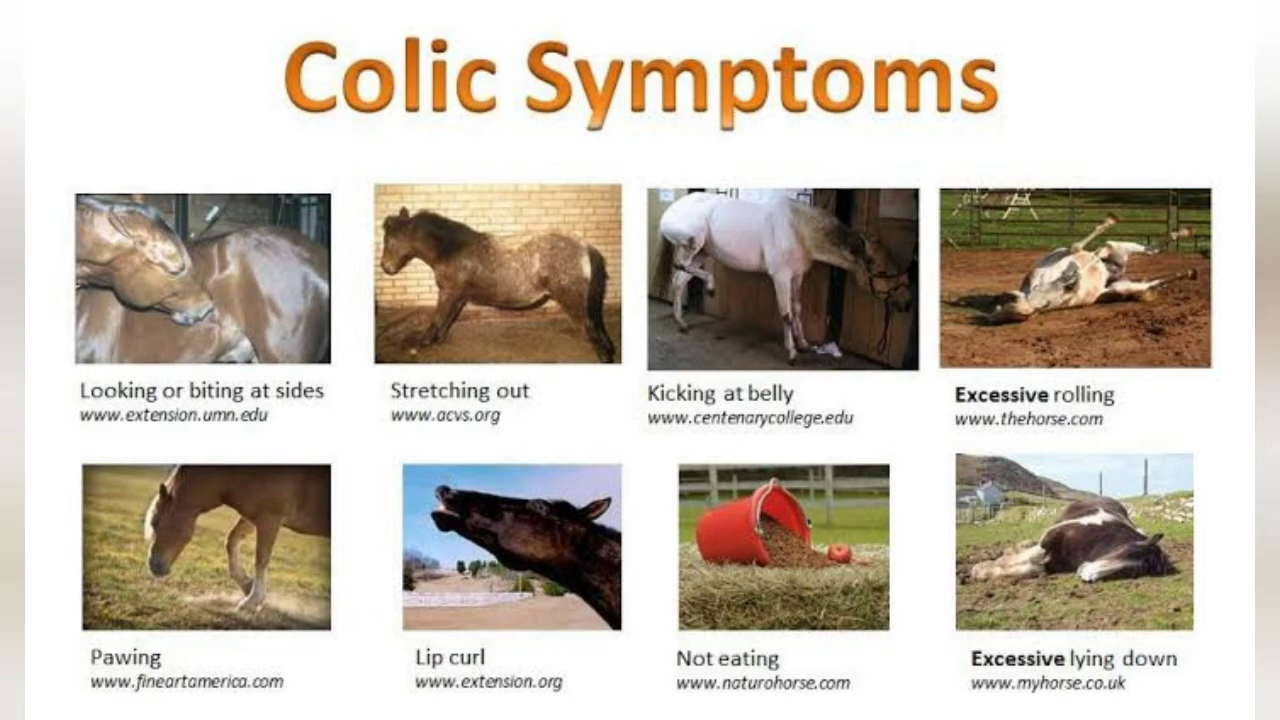 Colic Symptoms
Looking or biting at sides
www.extension.umn.edu
Stretching out
www.acvs.org
Kicking at belly
www.centenarycollege.edu
Excessive rolling
www.thehorse.com
Pawing
www.fineartamerica.com
Lip curl
www.extension.org
Not eating
www.naturohorse.com
Excessive lying down
www.myhorse.co.uk